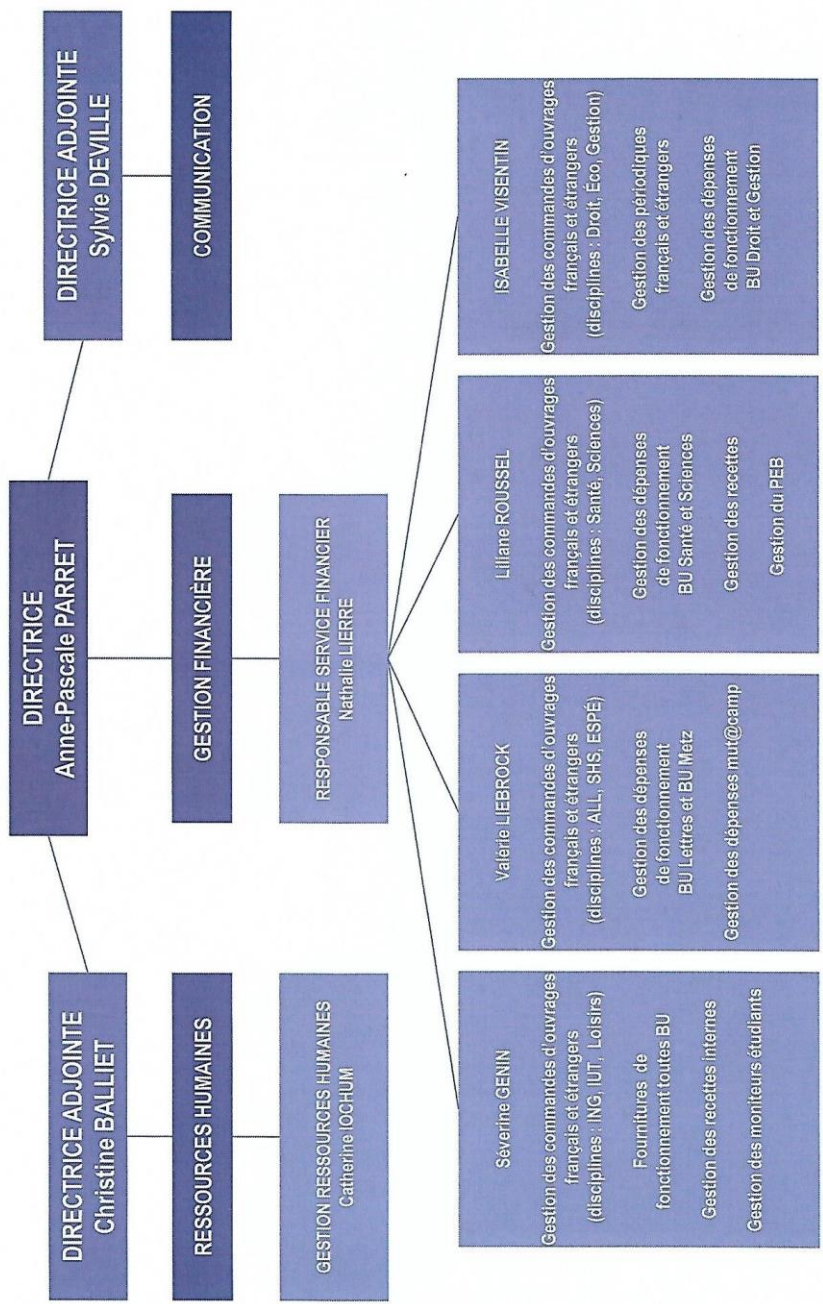 DIRECTRICE
Anne-Pascale PARRET
DIRECTRICE ADJOINTE
Christine BALLIET
DIRECTRICE ADJOINTE
Sylvie DEVILLE
RESSOURCES HUMAINES
GESTION FINANCIÈRE
COMMUNICATION
GESTION RESSOURCES HUMAINES
Catherine IOCHUM
RESPONSABLE SERVICE FINANCIER
Nathalie LIERRE
Séverine GENIN
Gestion des commandes d'ouvrages
français et étrangers
(disciplines : ING, IUT, Loisirs)
Fournitures de
fonctionnement toutes BU
Gestion des recettes internes
Gestion des moniteurs étudiants
Valérie LIEBROCK
Gestion des commandes d'ouvrages
français et étrangers
(disciplines : ALL, SHS, ESPÉ)
Gestion des dépenses
de fonctionnement
BU Lettres et BU Metz
Gestion des dépenses mut@camp
Liliane ROUSSEL
Gestion des commandes d'ouvrages
français et étrangers
(disciplines : Santé, Sciences)
Gestion des dépenses
de fonctionnement
BU Santé et Sciences
Gestion des recettes
Gestion du PEB
ISABELLE VISENTIN
Gestion des commandes d'ouvrages
français et étrangers
(disciplines : Droit, Éco, Gestion)
Gestion des périodiques
français et étrangers
Gestion des dépenses
de fonctionnement
BU Droit et Gestion